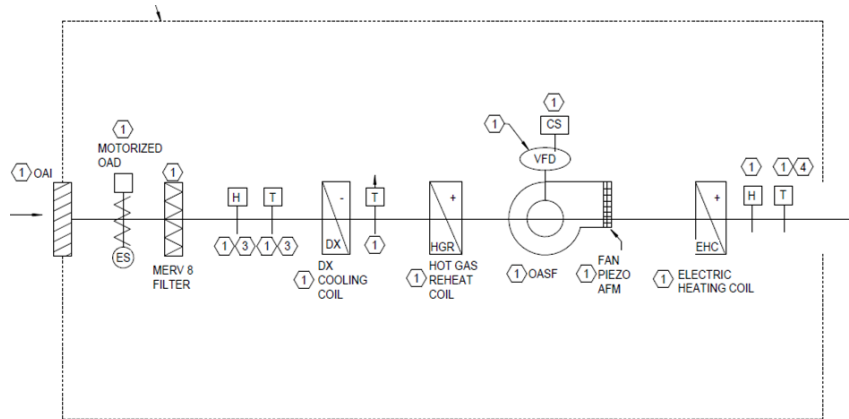 1
CS
1
1
MOTORIZED
OAD
1
VFD
1
1 4
1 OAI
H
T
-
T
+
+
H
T
ES
DX
HGR
EHC
1 3
1 3
1
MERV 8
FILTER
1
DX
COOLING
COIL
1
HOT GAS
REHEAT
COIL
1 OASF
1
FAN
PIEZO
AFM
1
ELECTRIC
HEATING COIL